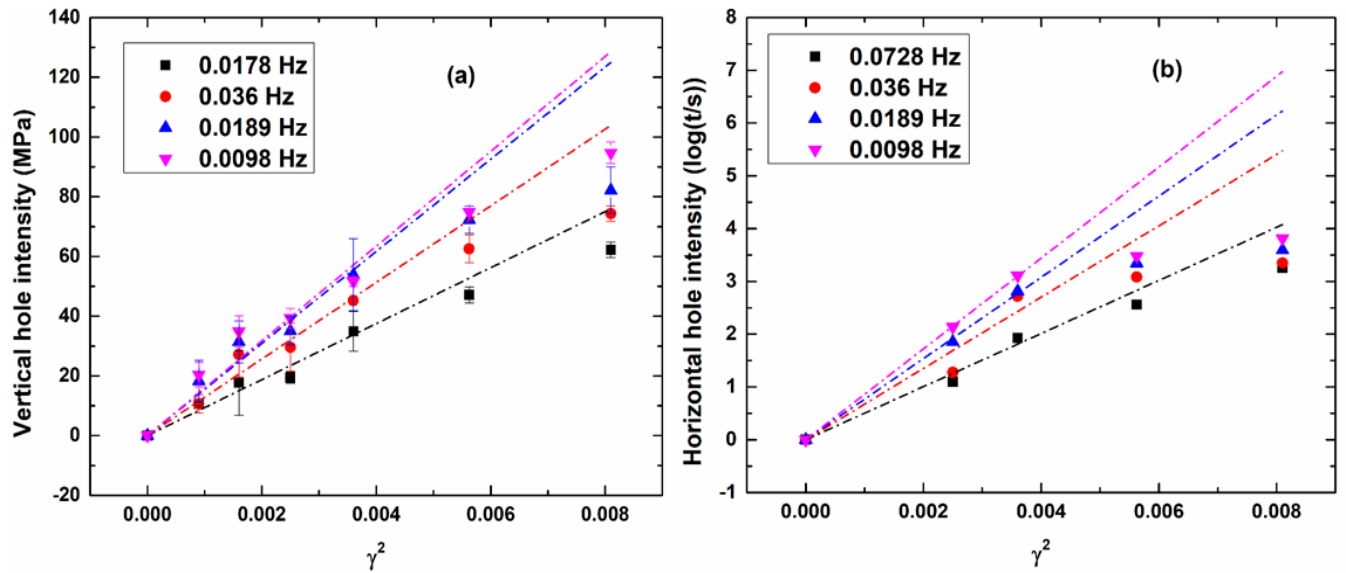 140
120
100
80
60
40
20
0
-20
Vertical hole intensity (MPa)
0.0178 Hz
0.036 Hz
0.0189 Hz
0.0098 Hz
(a)
0.000 0.002 0.004 0.006 0.008
γ²
8
7
6
5
4
3
2
1
0
-1
Horizontal hole intensity (log(t/s))
0.0728 Hz
0.036 Hz
0.0189 Hz
0.0098 Hz
(b)
0.000 0.002 0.004 0.006 0.008
γ²